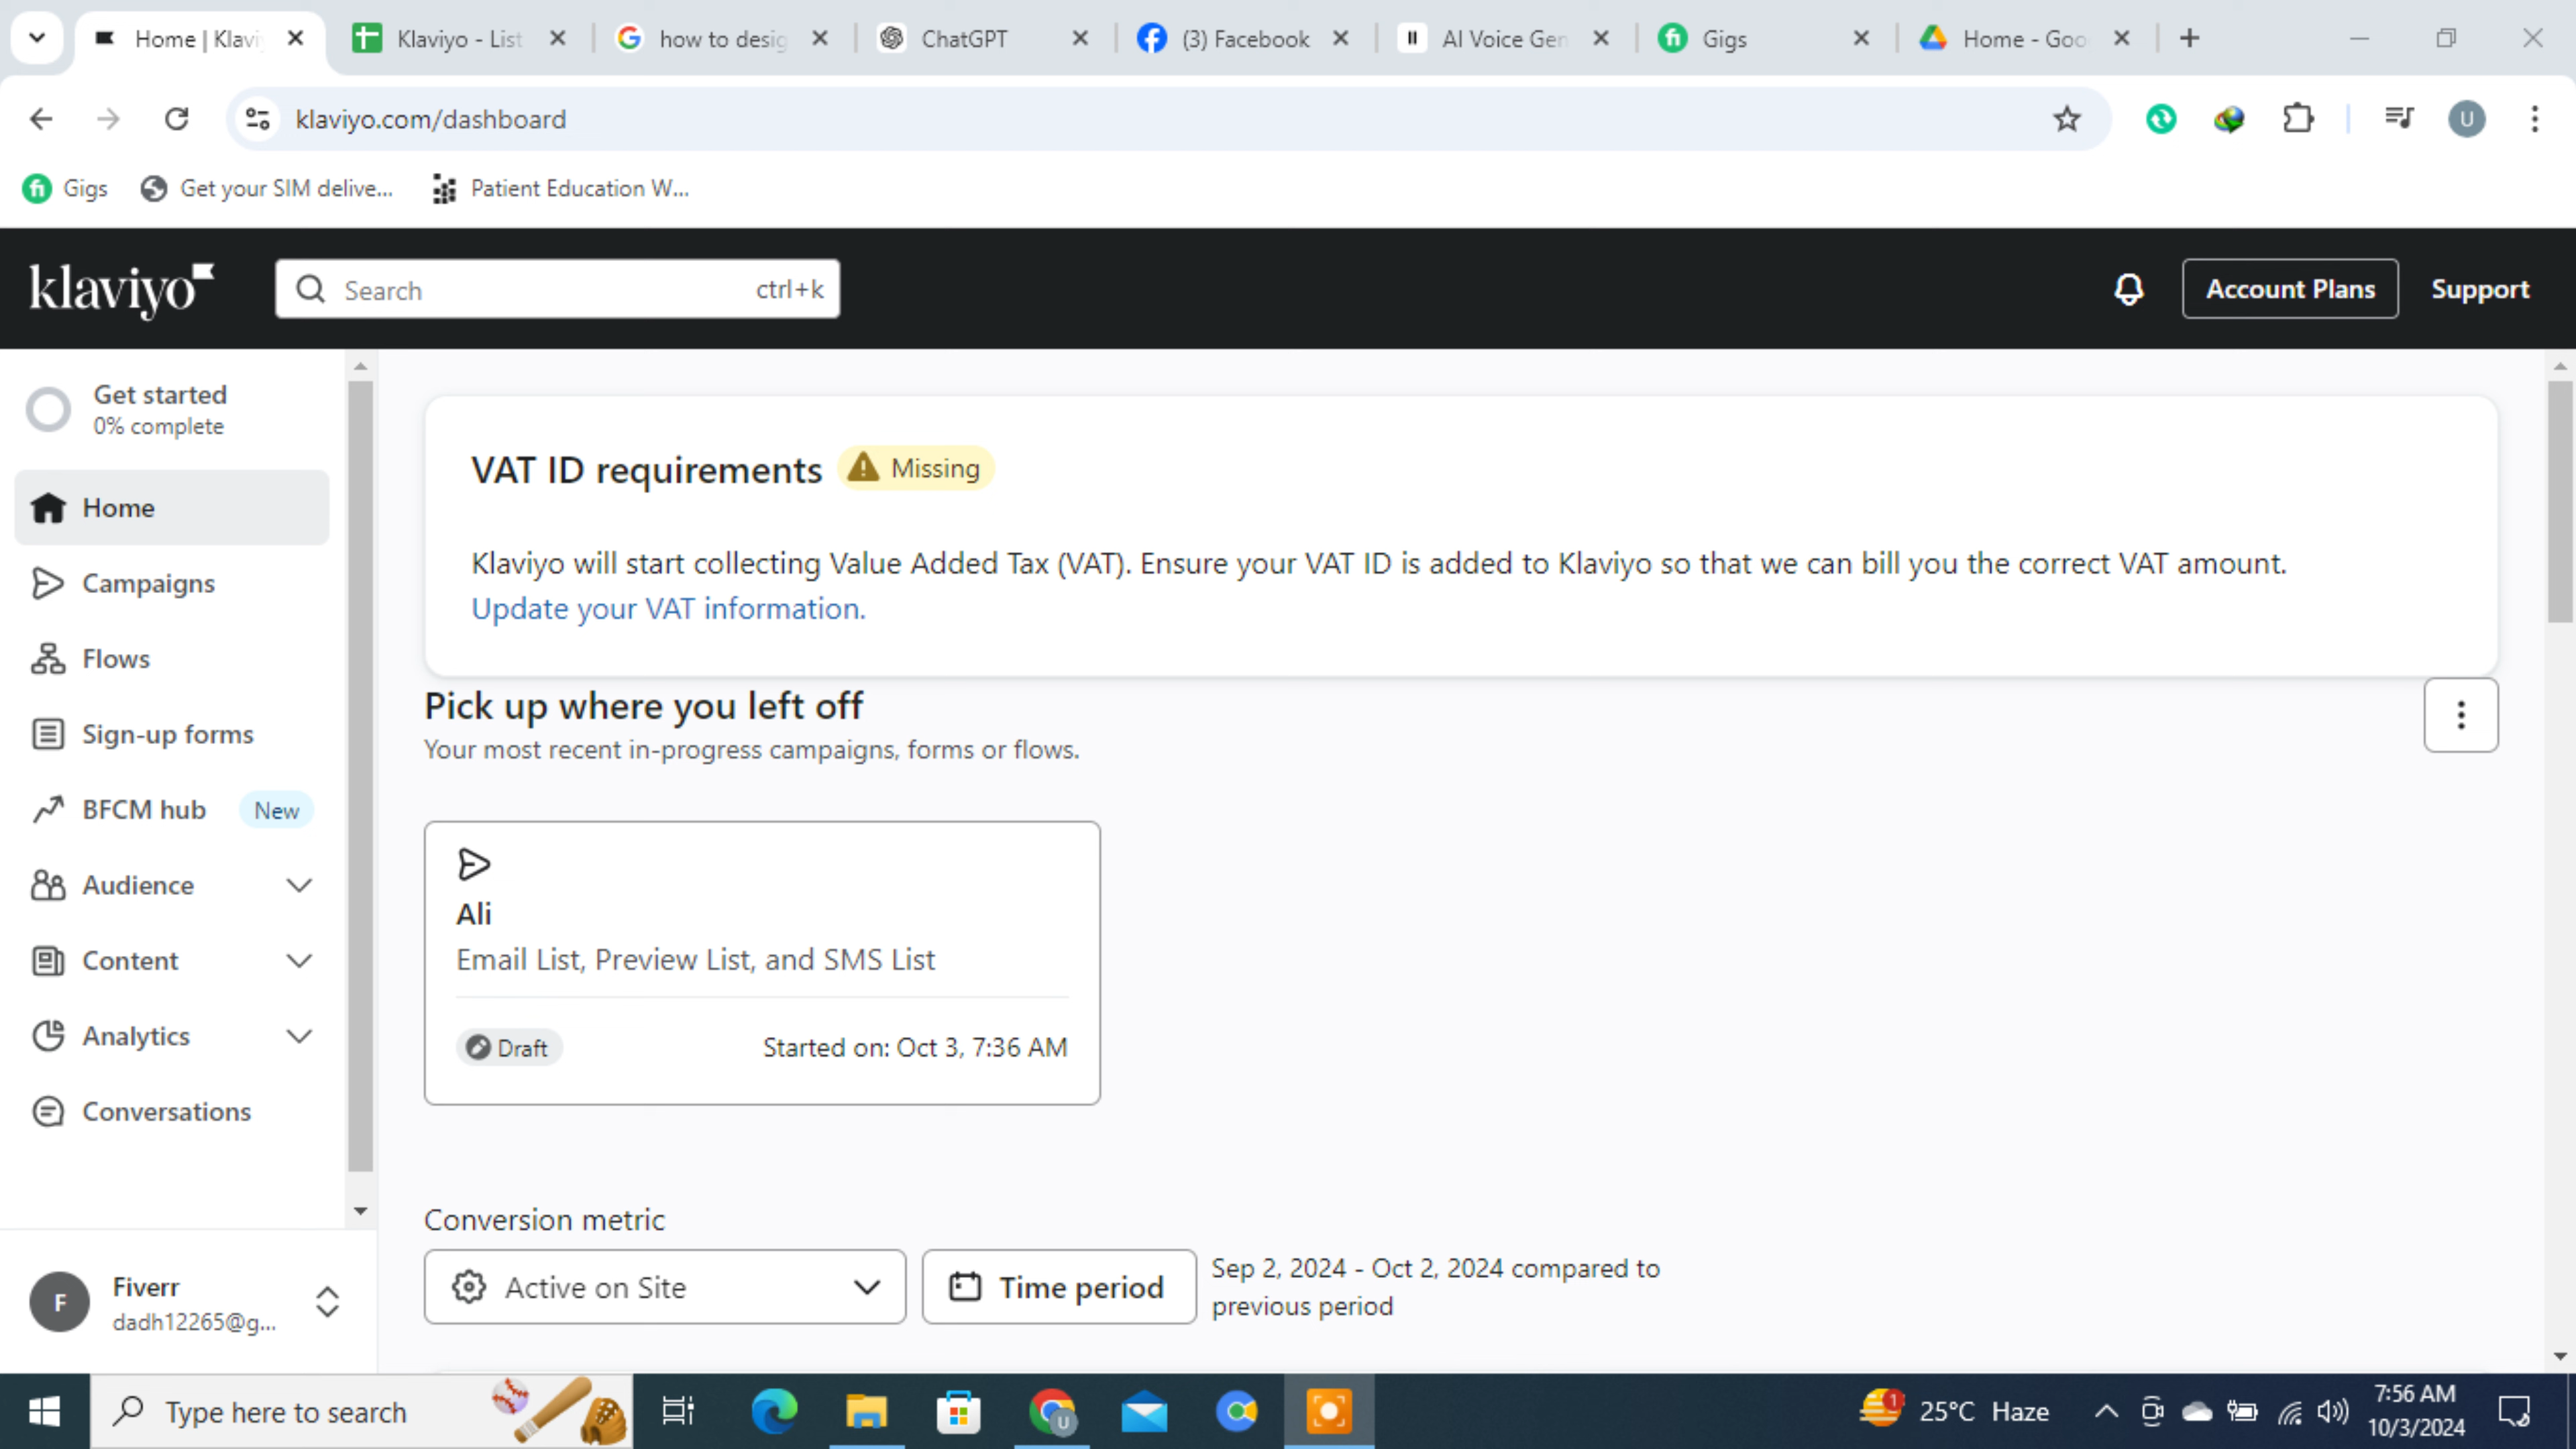 Home | Klavi
Klaviyo - List
how to desig
ChatGPT
(3) Facebook
AI Voice Gen
Gigs
Home - Goo
klaviyo.com/dashboard
U
Gigs
Get your SIM delive...
Patient Education W...
klaviyo
Search
ctrl+k
Account Plans
Support
Get started
0% complete
Home
Campaigns
Flows
Sign-up forms
BFCM hub
New
Audience
Content
Analytics
Conversations
F
Fiverr
dadh12265@g...
VAT ID requirements
Missing
Klaviyo will start collecting Value Added Tax (VAT). Ensure your VAT ID is added to Klaviyo so that we can bill you the correct VAT amount.
Update your VAT information.
Pick up where you left off
Your most recent in-progress campaigns, forms or flows.
Ali
Email List, Preview List, and SMS List
Draft
Started on: Oct 3, 7:36 AM
Conversion metric
Active on Site
Time period
Sep 2, 2024 - Oct 2, 2024 compared to
previous period
Type here to search
U
1
25°C Haze
7:56 AM
10/3/2024